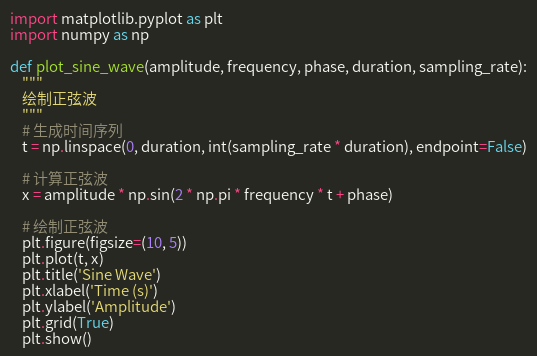 import matplotlib.pyplot as plt
import numpy as np

def plot_sine_wave(amplitude, frequency, phase, duration, sampling_rate):
    """
    绘制正弦波
    """
    # 生成时间序列
    t = np.linspace(0, duration, int(sampling_rate * duration), endpoint=False)

    # 计算正弦波
    x = amplitude * np.sin(2 * np.pi * frequency * t + phase)

    # 绘制正弦波
    plt.figure(figsize=(10, 5))
    plt.plot(t, x)
    plt.title('Sine Wave')
    plt.xlabel('Time (s)')
    plt.ylabel('Amplitude')
    plt.grid(True)
    plt.show()